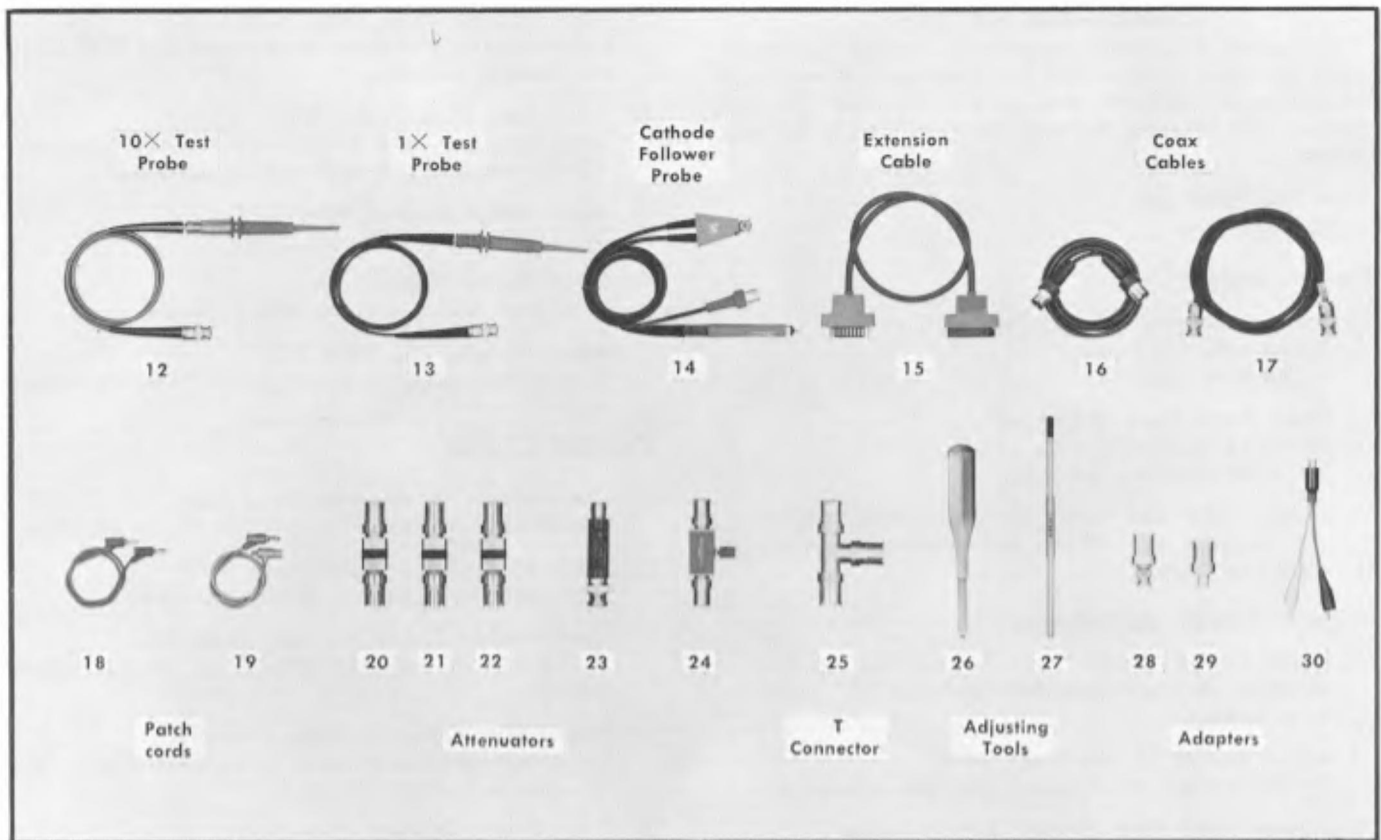 10× Test
Probe
1× Test
Probe
Cathode
Follower
Probe
Extension
Cable
Coax
Cables
12
13
14
15
16
17
18
19
20
21
22
23
24
25
26
27
28
29
30
Patch
cords
Attenuators
T
Connector
Adjusting
Tools
Adapters